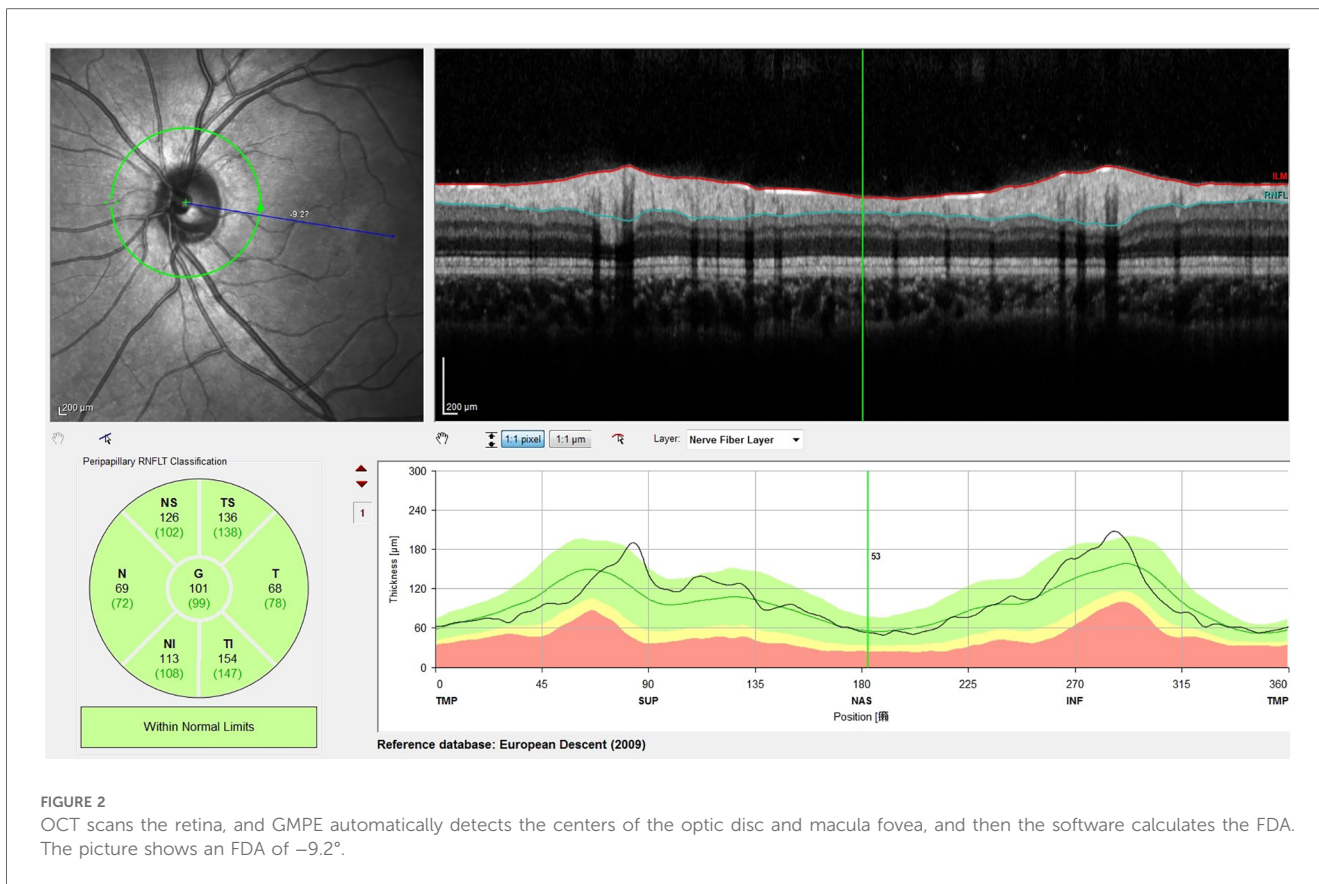 -9.2?
200 µm
ILM
RNFL
200 µm
1:1 pixel
1:1 µm
Layer:
Nerve Fiber Layer
Peripapillary RNFLT Classification
NS
126
(102)
TS
136
(138)
N
69
(72)
G
101
(99)
T
68
(78)
NI
113
(108)
TI
154
(147)
Within Normal Limits
1
Thickness [µm]
300
240
180
120
60
0
53
0
45
90
135
180
225
270
315
360
TMP
SUP
NAS
INF
TMP
Position [癬
Reference database: European Descent (2009)
FIGURE 2
OCT scans the retina, and GMPE automatically detects the centers of the optic disc and macula fovea, and then the software calculates the FDA.
The picture shows an FDA of −9.2°.